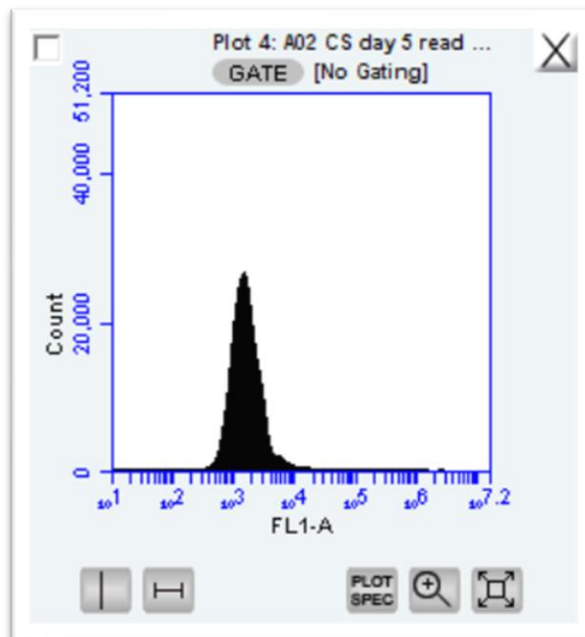 Plot 4: A02 CS day 5 read ...
GATE [No Gating]
51,200
40,000
20,000
0
Count
10^1 10^2 10^3 10^4 10^5 10^6 10^7.2
FL1-A
PLOT
SPEC